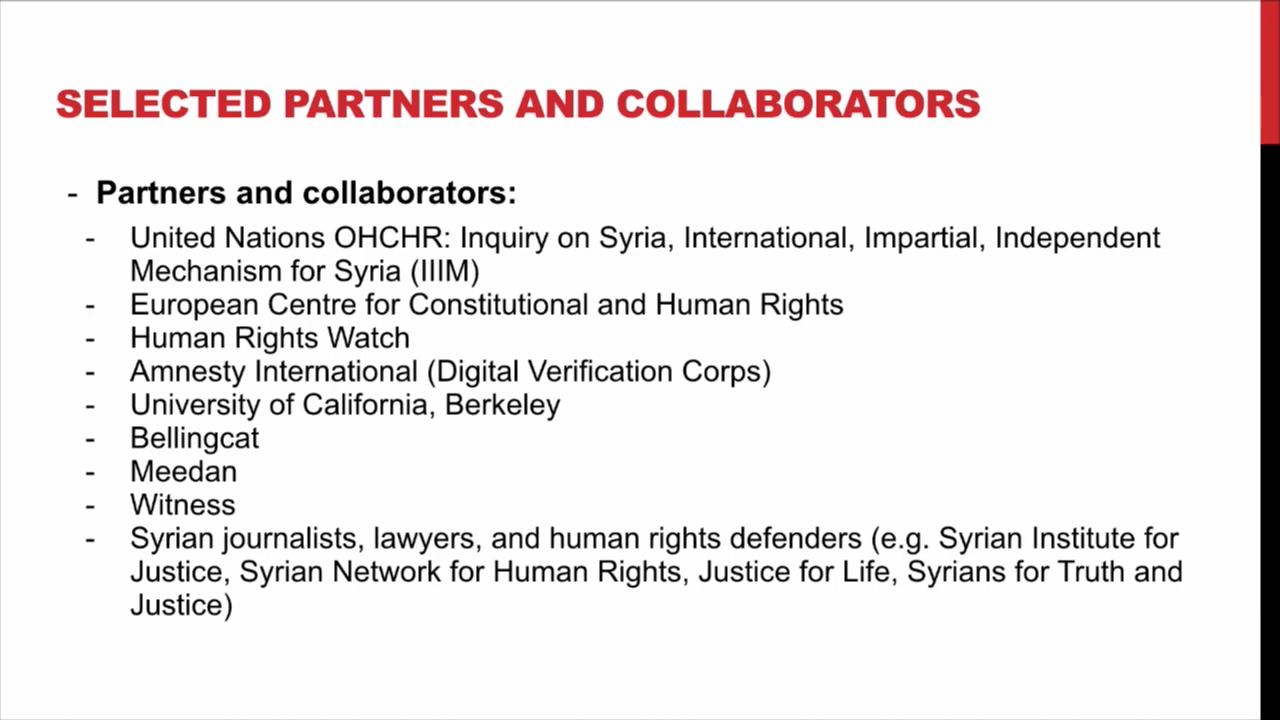 SELECTED PARTNERS AND COLLABORATORS
- Partners and collaborators:
- United Nations OHCHR: Inquiry on Syria, International, Impartial, Independent
Mechanism for Syria (IIIM)
- European Centre for Constitutional and Human Rights
- Human Rights Watch
- Amnesty International (Digital Verification Corps)
- University of California, Berkeley
- Bellingcat
- Meedan
- Witness
- Syrian journalists, lawyers, and human rights defenders (e.g. Syrian Institute for
Justice, Syrian Network for Human Rights, Justice for Life, Syrians for Truth and
Justice)